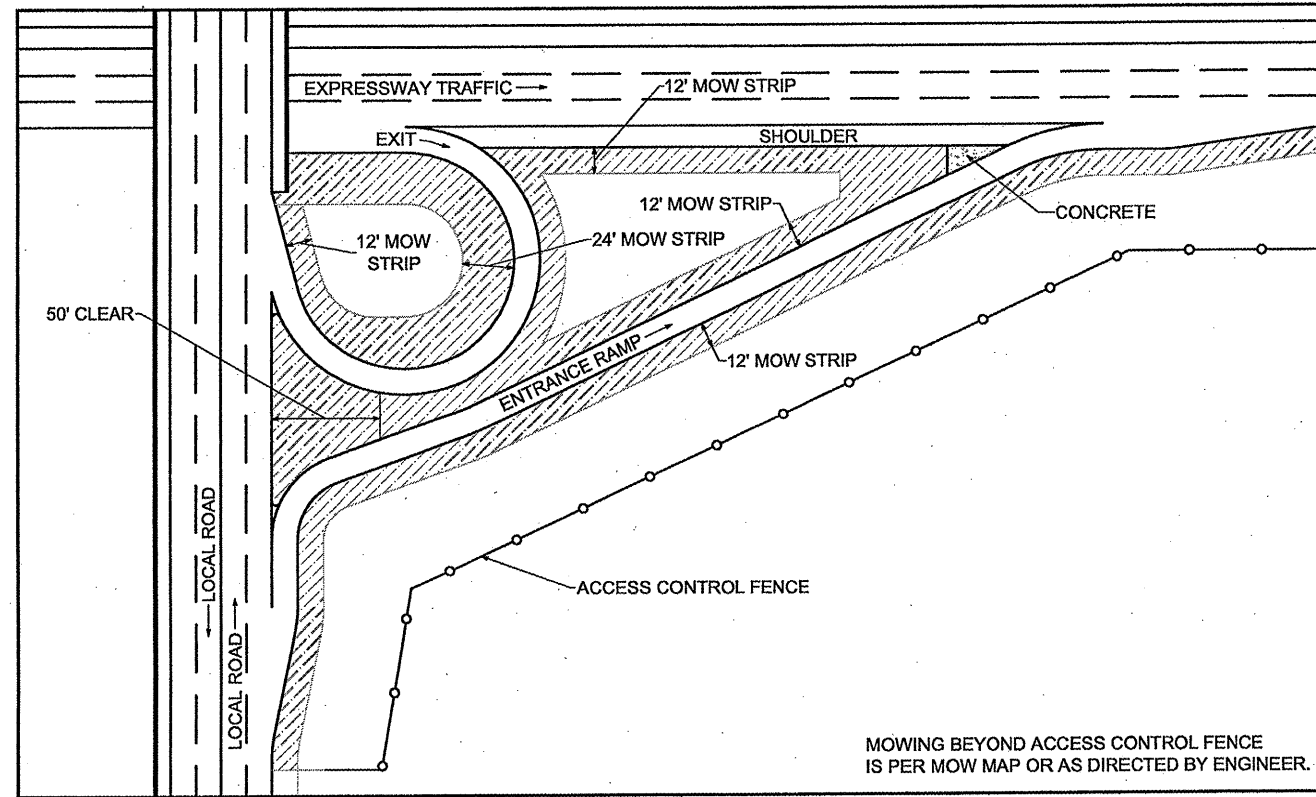 EXPRESSWAY TRAFFIC
12' MOW STRIP
EXIT
SHOULDER
12' MOW STRIP
CONCRETE
12' MOW
STRIP
24' MOW STRIP
50' CLEAR
ENTRANCE RAMP
12' MOW STRIP
LOCAL ROAD
LOCAL ROAD
ACCESS CONTROL FENCE
MOWING BEYOND ACCESS CONTROL FENCE
IS PER MOW MAP OR AS DIRECTED BY ENGINEER.